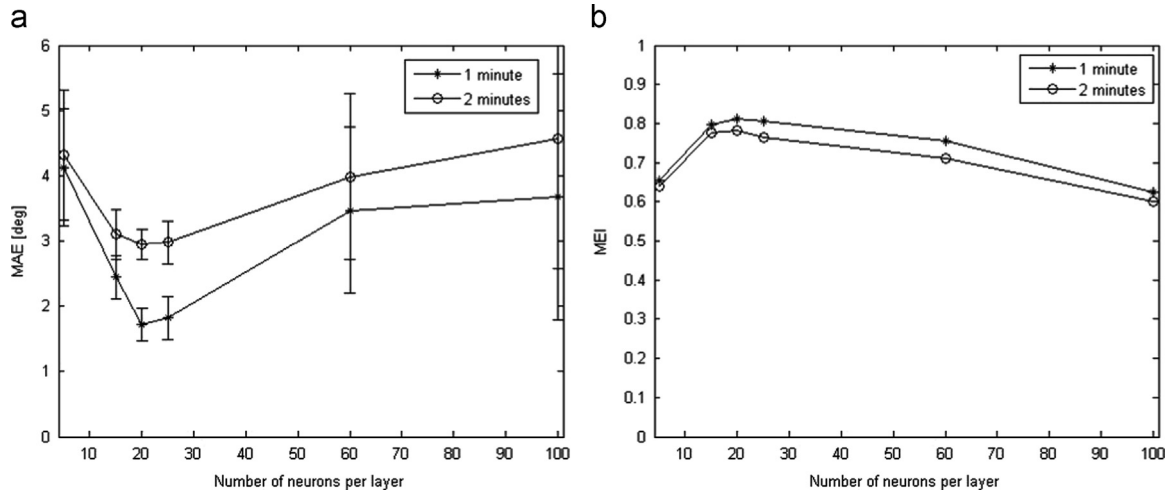 a
6
5
4
3
2
1
0
MAE [deg]
1 minute
2 minutes
10 20 30 40 50 60 70 80 90 100
Number of neurons per layer
b
1
0.9
0.8
0.7
0.6
0.5
0.4
0.3
0.2
0.1
0
MEI
1 minute
2 minutes
10 20 30 40 50 60 70 80 90 100
Number of neurons per layer